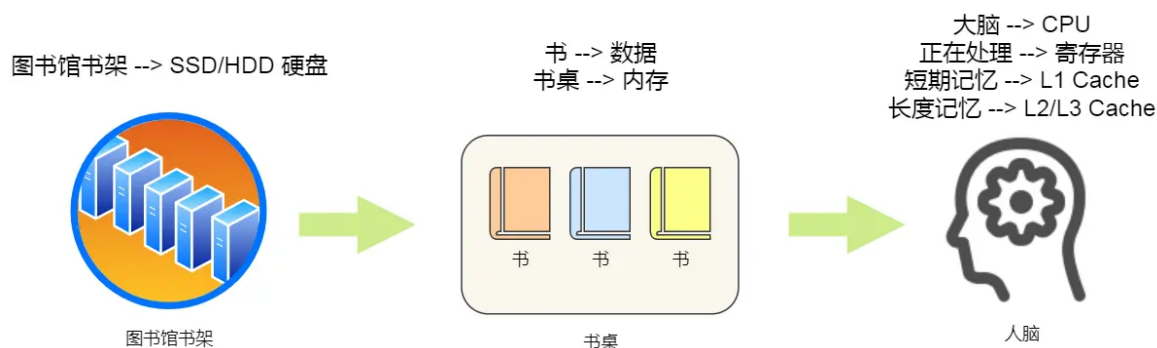 图书馆书架 --> SSD/HDD 硬盘
书 --> 数据
书桌 --> 内存
大脑 --> CPU
正在处理 --> 寄存器
短期记忆 --> L1 Cache
长度记忆 --> L2/L3 Cache
书 书 书
图书馆书架
书桌
人脑